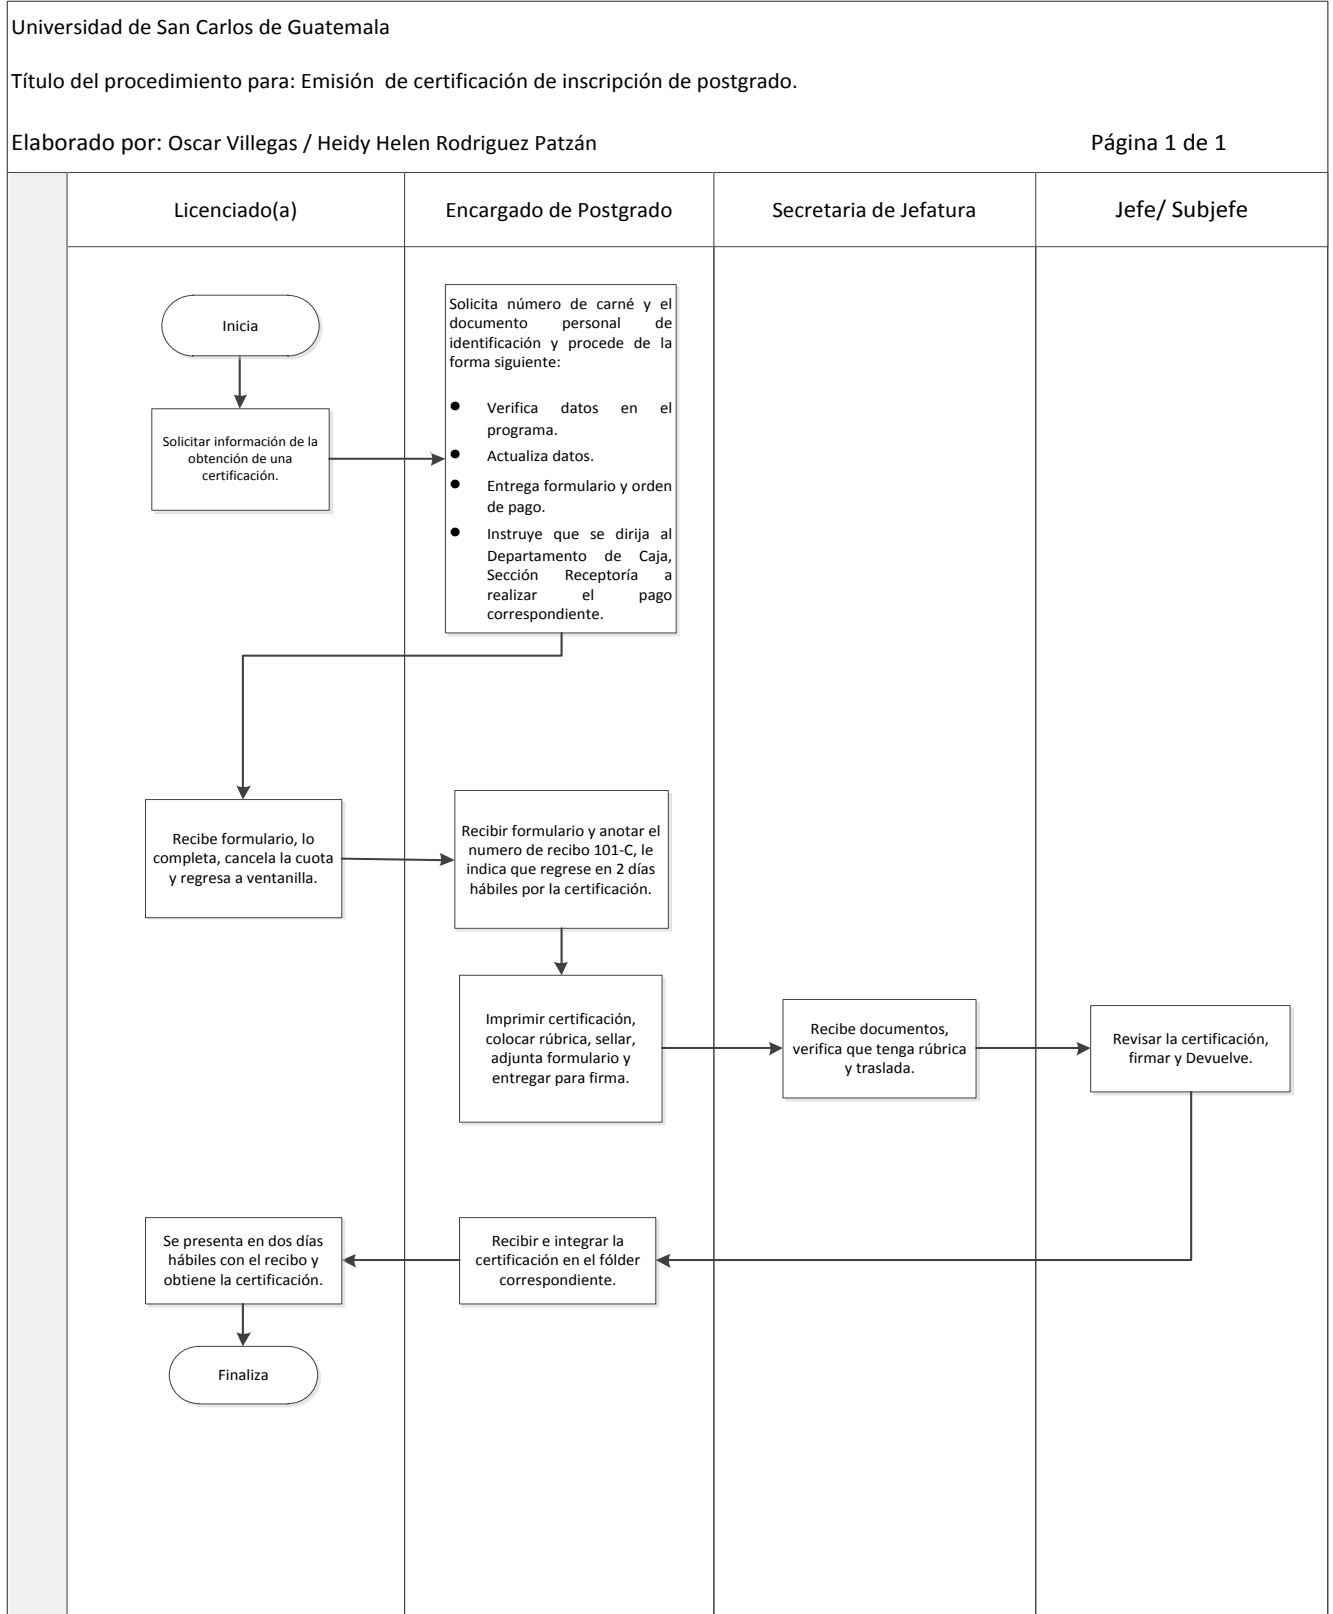 Universidad de San Carlos de Guatemala
Título del procedimiento para: Emisión de certificación de inscripción de postgrado.
Elaborado por: Oscar Villegas / Heidy Helen Rodriguez Patzán
Página 1 de 1
Licenciado(a)
Encargado de Postgrado
Secretaria de Jefatura
Jefe/ Subjefe
Inicia
Solicitar información de la
obtención de una
certificación.
Solicita número de carné y el
documento personal de
identificación y procede de la
forma siguiente:
● Verifica datos en el
programa.
● Actualiza datos.
● Entrega formulario y orden
de pago.
● Instruye que se dirija al
Departamento de Caja,
Sección Receptoría a
realizar el pago
correspondiente.
Recibe formulario, lo
completa, cancela la cuota
y regresa a ventanilla.
Recibir formulario y anotar el
numero de recibo 101-C, le
indica que regrese en 2 días
hábiles por la certificación.
Imprimir certificación,
colocar rúbrica, sellar,
adjunta formulario y
entregar para firma.
Recibe documentos,
verifica que tenga rúbrica
y traslada.
Revisar la certificación,
firmar y Devuelve.
Recibir e integrar la
certificación en el fólder
correspondiente.
Se presenta en dos días
hábiles con el recibo y
obtiene la certificación.
Finaliza